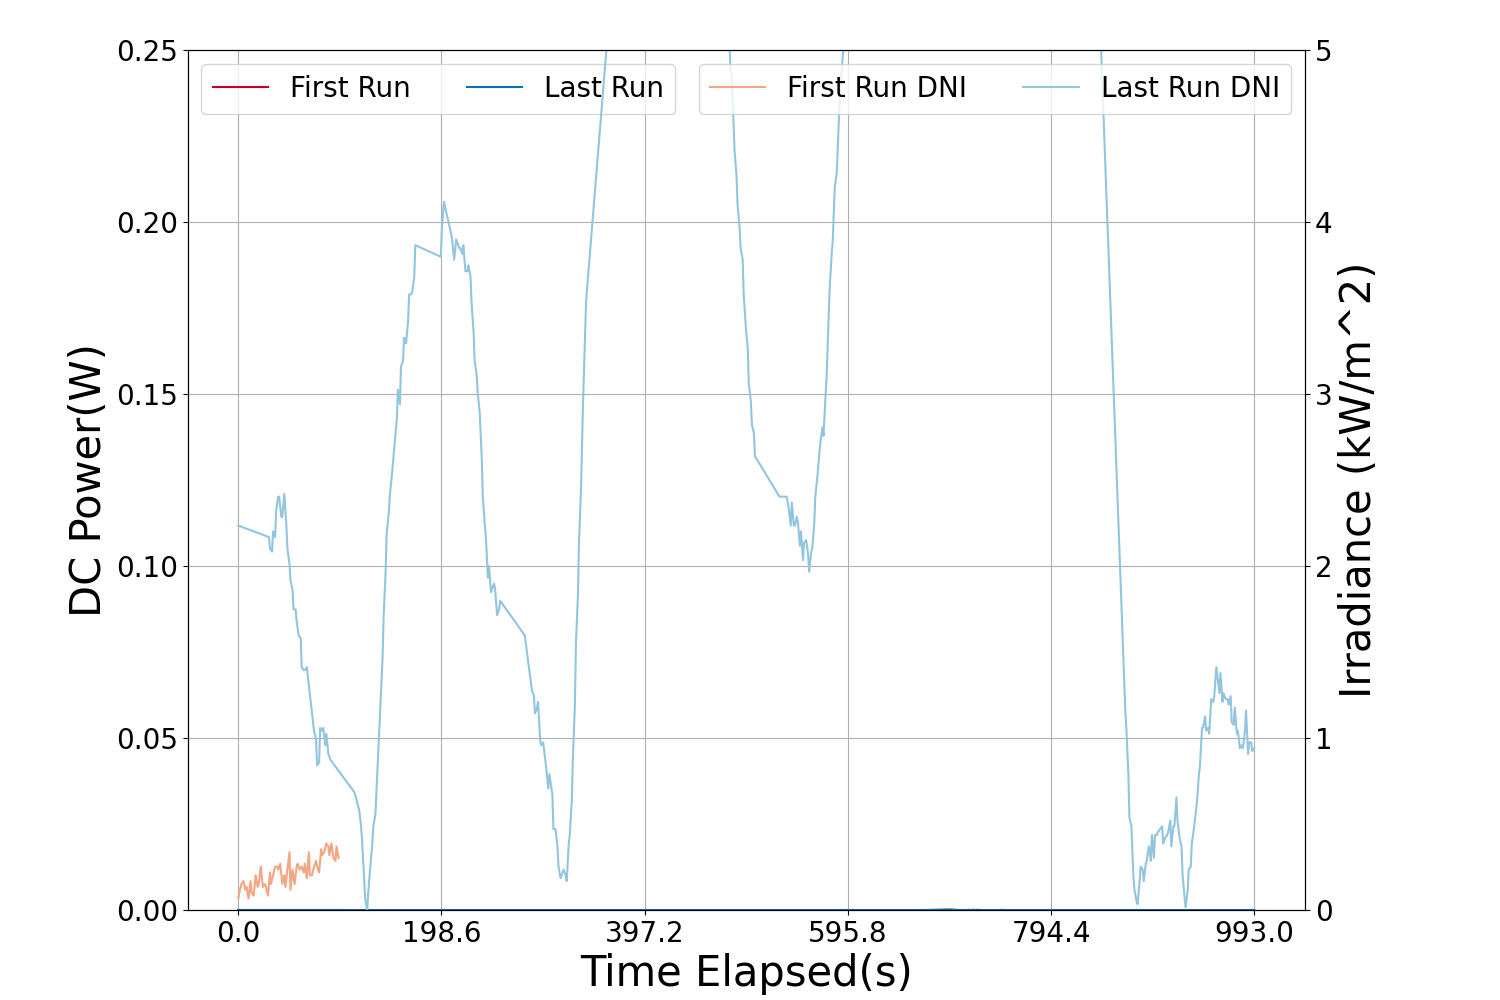 First Run
Last Run
First Run DNI
Last Run DNI
0.25
0.20
0.15
0.10
0.05
0.00
DC Power(W)
5
4
3
2
1
0
Irradiance (kW/m^2)
0.0 198.6 397.2 595.8 794.4 993.0
Time Elapsed(s)